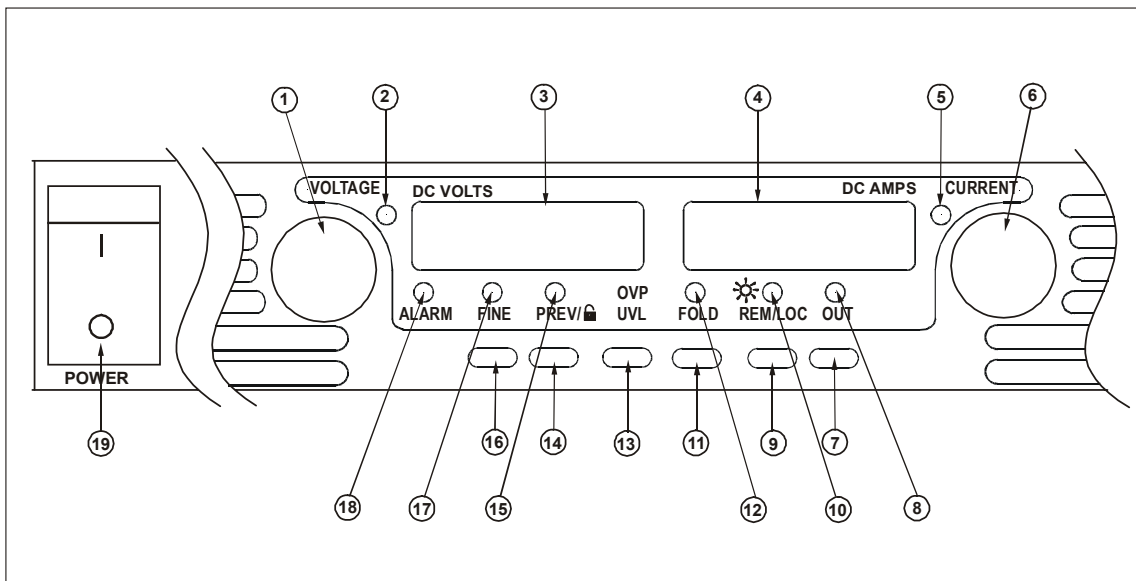 1 2 3 4 5 6
VOLTAGE DC VOLTS DC AMPS CURRENT
I
ALARM FINE PREV/ OVP UVL FOLD REM/LOC OUT
POWER
19 16 14 13 11 9 7
18 17 15 12 10 8